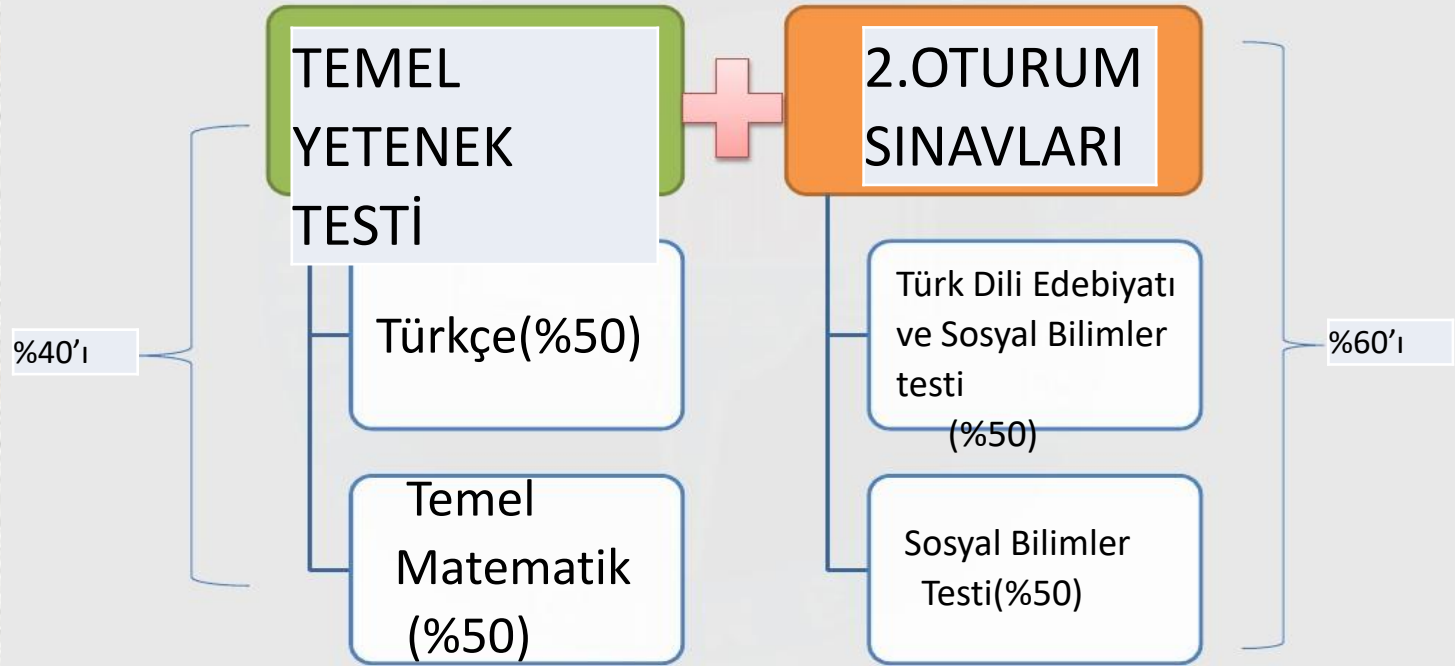 TEMEL
YETENEK
TESTİ
2.OTURUM
SINAVLARI
%40’ı
Türkçe(%50)
Temel
Matematik
(%50)
Türk Dili Edebiyatı
ve Sosyal Bilimler
testi
(%50)
Sosyal Bilimler
Testi(%50)
%60’ı